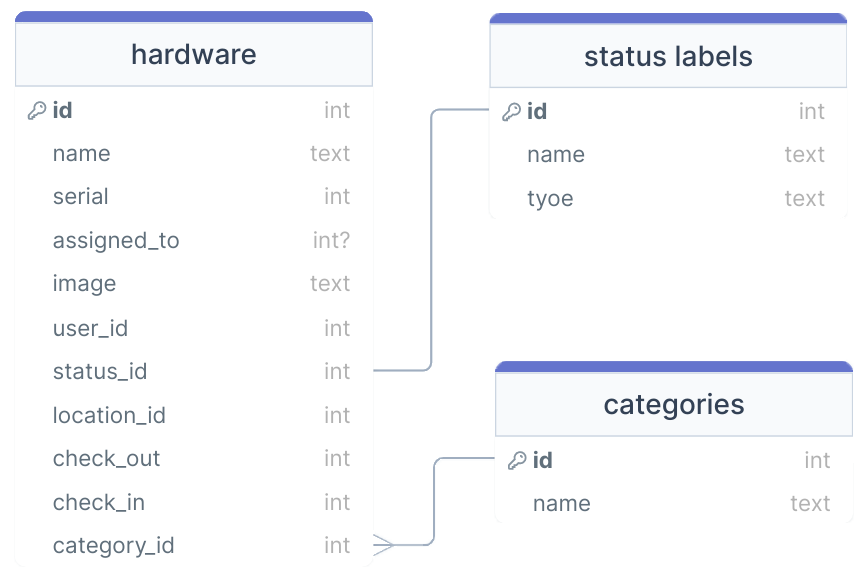 hardware
id int
name text
serial int
assigned_to int?
image text
user_id int
status_id int
location_id int
check_out int
check_in int
category_id int
status labels
id int
name text
tyoe text
categories
id int
name text